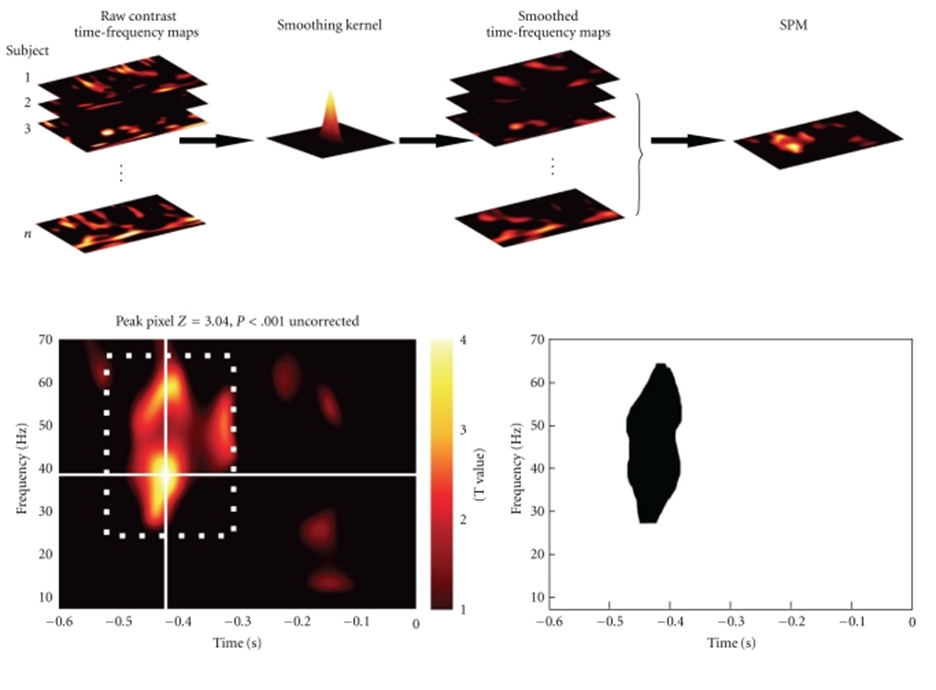 Raw contrast
time-frequency maps
Smoothing kernel
Smoothed
time-frequency maps
SPM
Subject
1
2
3
n
Peak pixel Z = 3.04, P < .001 uncorrected
70
60
50
40
30
20
10
Frequency (Hz)
−0.6
−0.5
−0.4
−0.3
−0.2
−0.1
0
Time (s)
4
3
2
1
(T value)
70
60
50
40
30
20
10
Frequency (Hz)
−0.6
−0.5
−0.4
−0.3
−0.2
−0.1
0
Time (s)